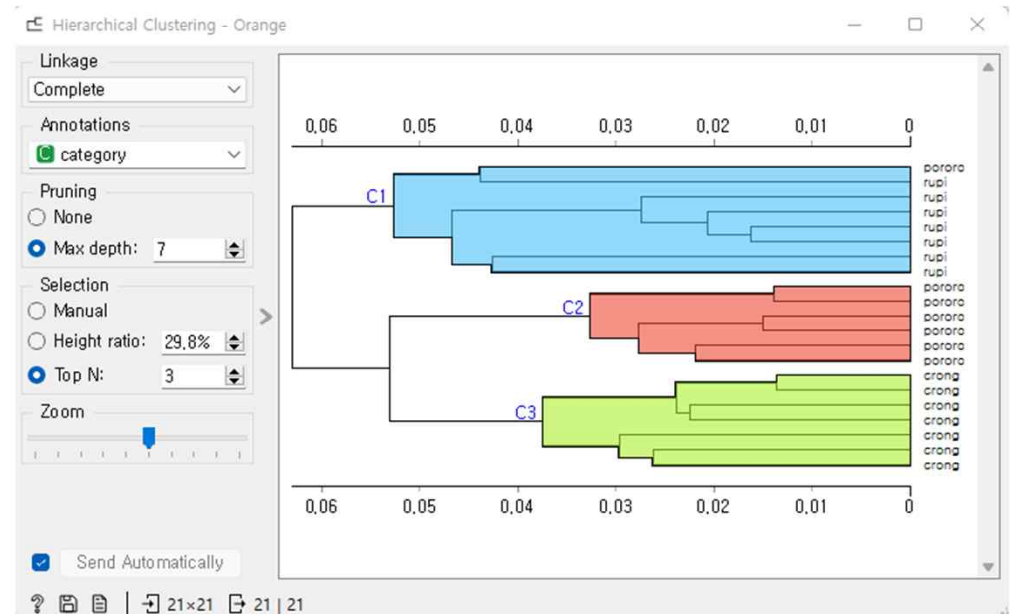 Hierarchical Clustering - Orange
Linkage
Complete
Annotations
C category
Pruning
None
Max depth: 7
Selection
Manual
Height ratio: 29,8%
Top N: 3
Zoom
Send Automatically
? 21×21 21 | 21
0,06 0,05 0,04 0,03 0,02 0,01 0
C1
C2
C3
pororo
rupi
rupi
rupi
rupi
rupi
rupi
rupi
pororo
pororo
pororo
pororo
pororo
pororo
crong
crong
crong
crong
crong
crong
crong
0,06 0,05 0,04 0,03 0,02 0,01 0